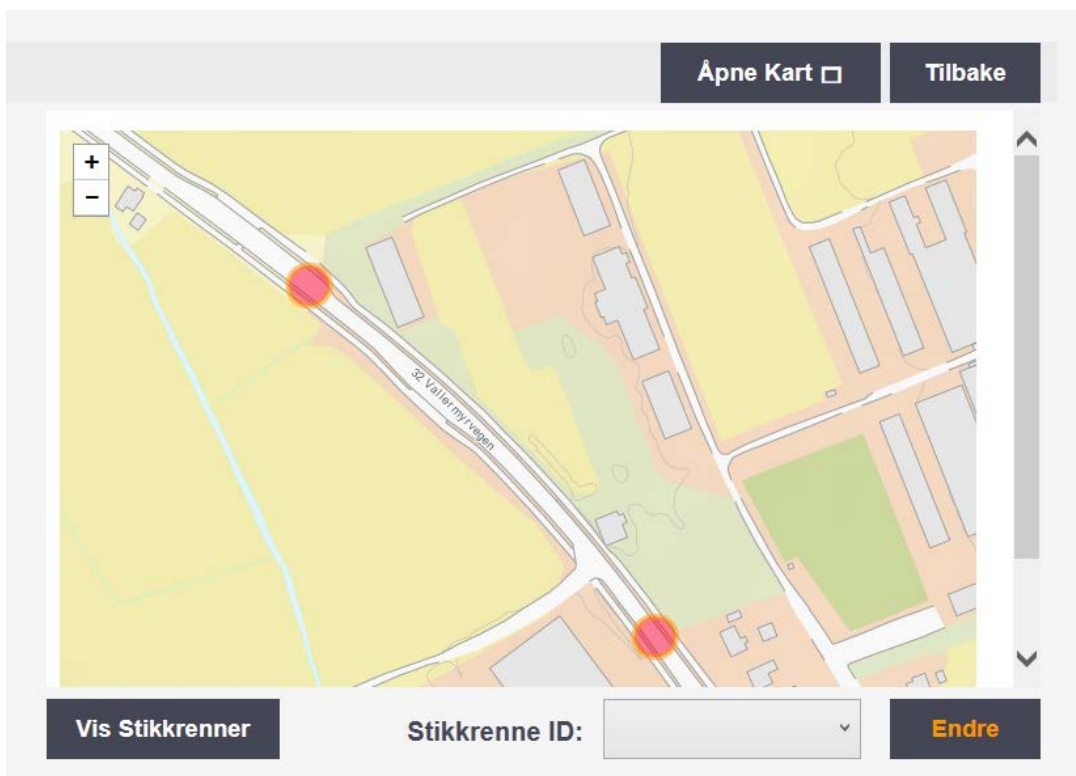 Åpne Kart
Tilbake
+
−
32 Vallermyrvegen
Vis Stikkrenner
Stikkrenne ID:
Endre